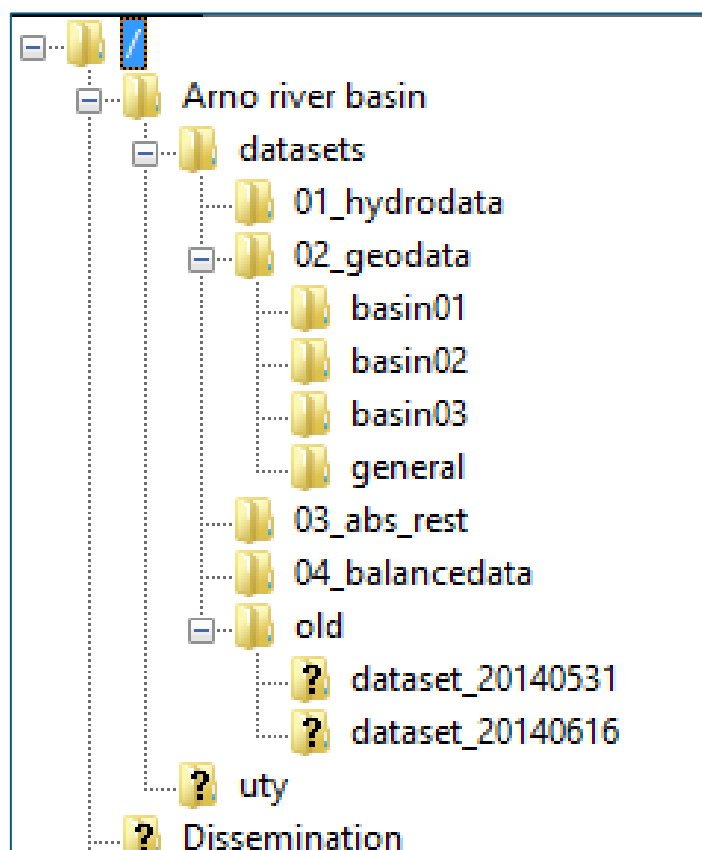 /
Arno river basin
datasets
01_hydrodata
02_geodata
basin01
basin02
basin03
general
03_abs_rest
04_balancedata
old
? dataset_20140531
? dataset_20140616
? uty
? Dissemination